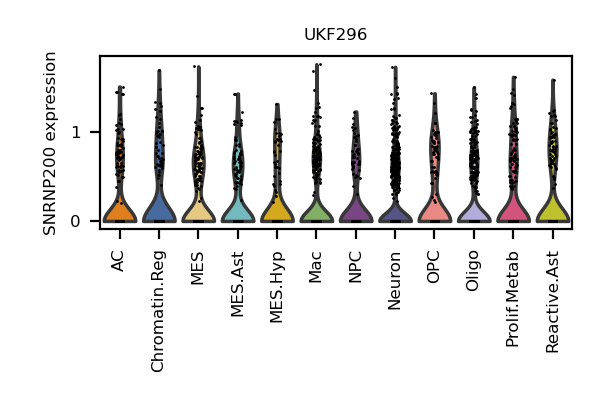 UKF296
SNRNP200 expression
1
0
AC
Chromatin.Reg
MES
MES.Ast
MES.Hyp
Mac
NPC
Neuron
OPC
Oligo
Prolif.Metab
Reactive.Ast